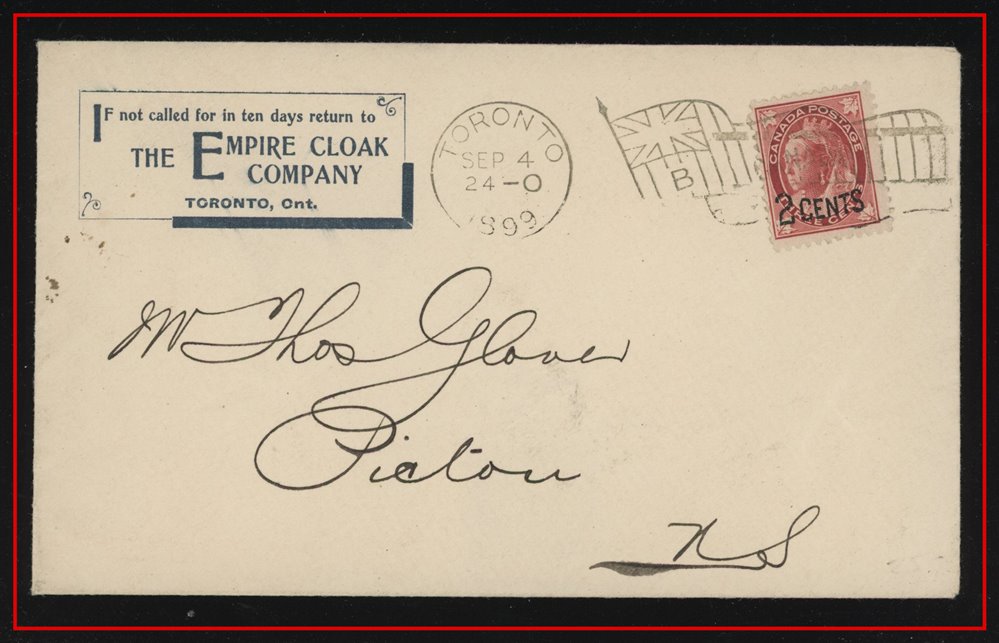 IF not called for in ten days return to
THE EMPIRE CLOAK
COMPANY
TORONTO, Ont.
TORONTO
SEP 4
24-0
1899
B
CANADA POSTAGE
2 CENTS
Mr Thos Glover
Pictou
N S